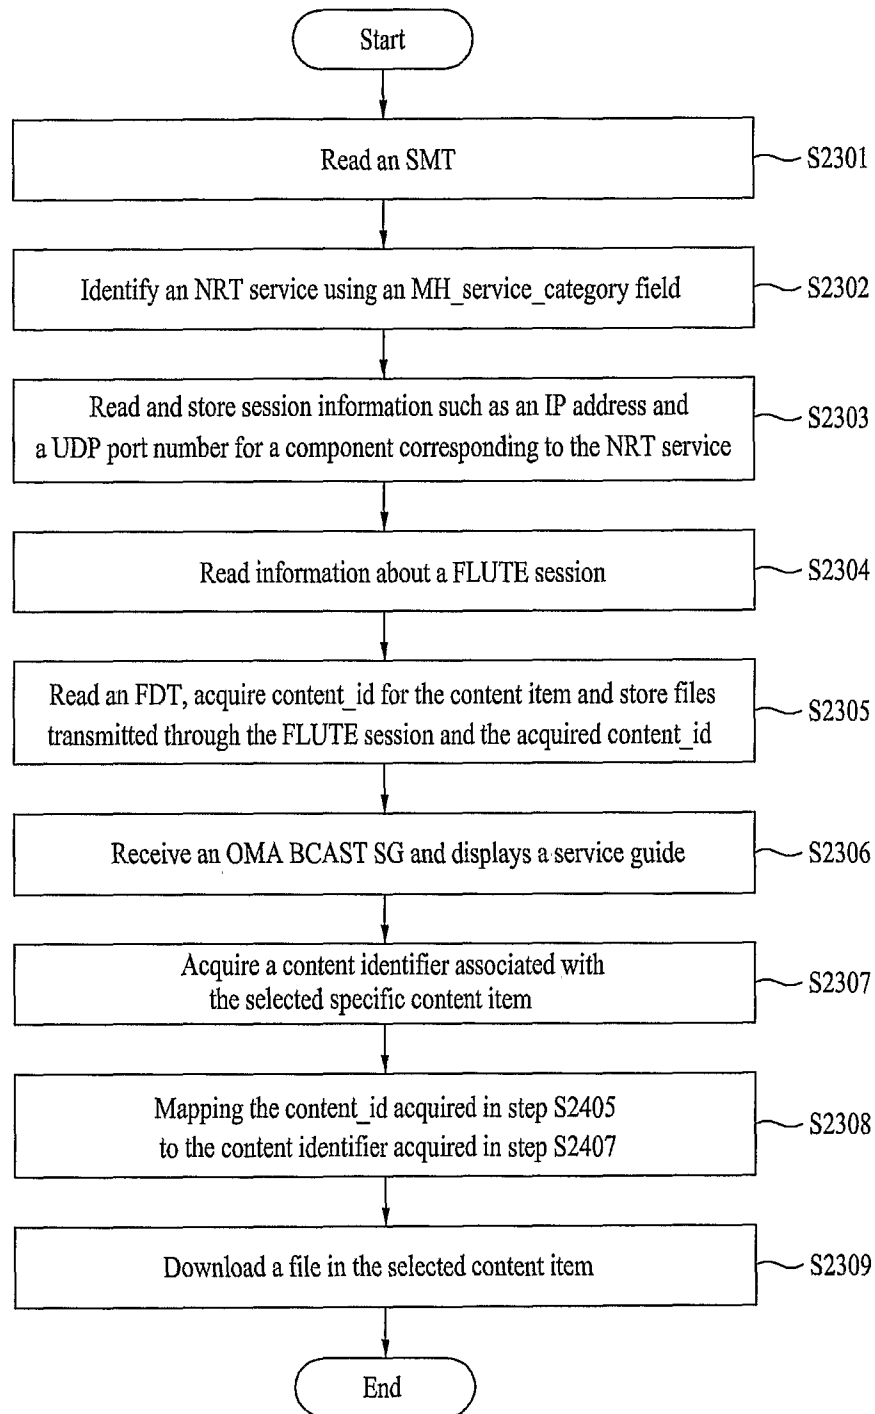 Start
Read an SMT
S2301
Identify an NRT service using an MH_service_category field
S2302
Read and store session information such as an IP address and
a UDP port number for a component corresponding to the NRT service
S2303
Read information about a FLUTE session
S2304
Read an FDT, acquire content_id for the content item and store files
transmitted through the FLUTE session and the acquired content_id
S2305
Receive an OMA BCAST SG and displays a service guide
S2306
Acquire a content identifier associated with
the selected specific content item
S2307
Mapping the content_id acquired in step S2405
to the content identifier acquired in step S2407
S2308
Download a file in the selected content item
S2309
End